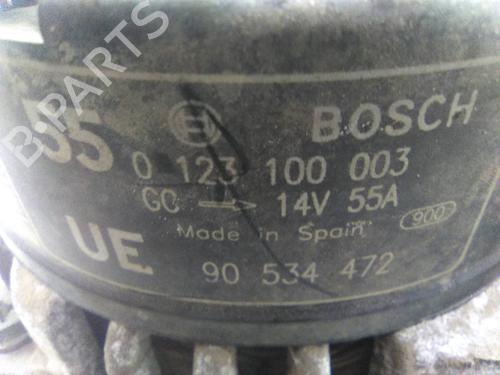 B-PARTS
55 BOSCH
0 123 100 003
GC → 14V 55A
UE Made in Spain 900
90 534 472